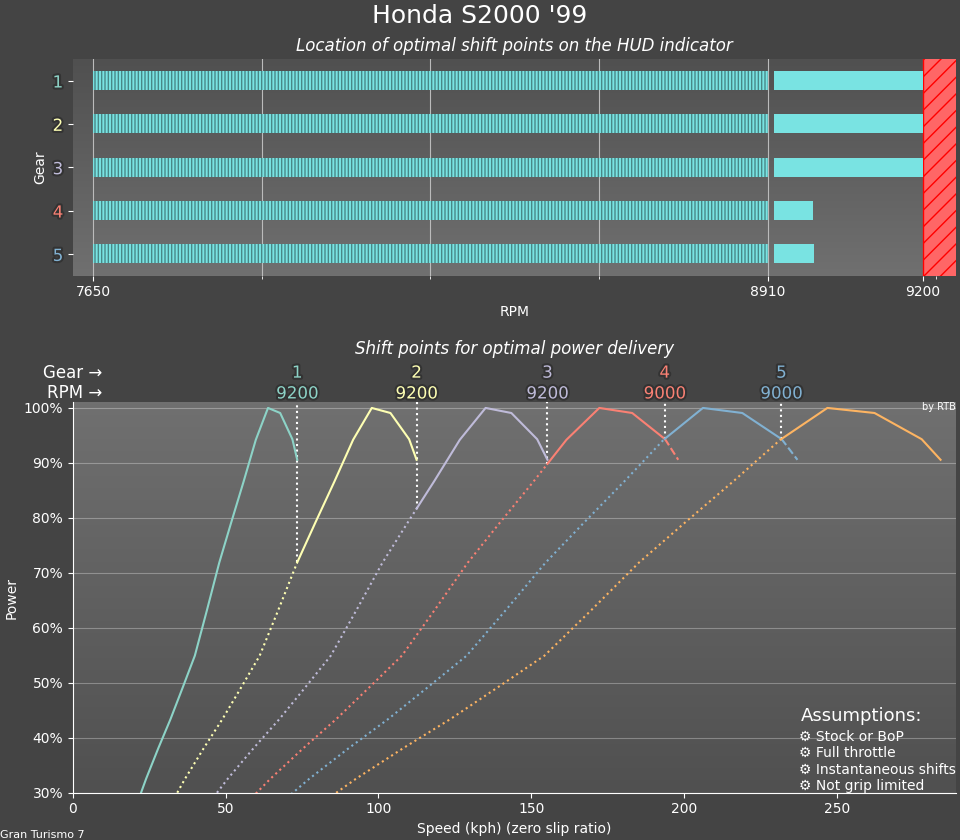 Honda S2000 '99
Location of optimal shift points on the HUD indicator
Gear
1
2
3
4
5
7650 8910 9200
RPM
Shift points for optimal power delivery
Gear → 1 2 3 4 5
RPM → 9200 9200 9200 9000 9000
by RTB
Power
100%
90%
80%
70%
60%
50%
40%
30%
Assumptions:
⚙ Stock or BoP
⚙ Full throttle
⚙ Instantaneous shifts
⚙ Not grip limited
0 50 100 150 200 250
Speed (kph) (zero slip ratio)
Gran Turismo 7